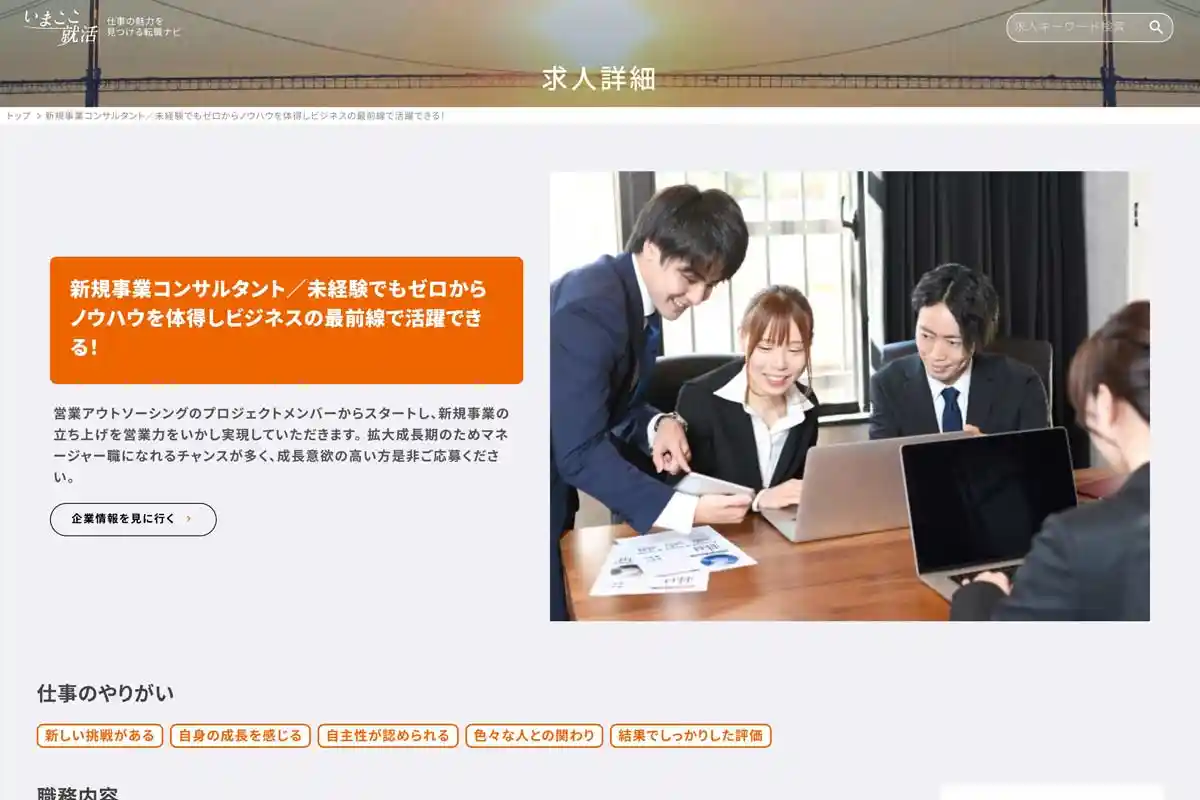 いまここ
就活
仕事の魅力を
見つける転職ナビ
求人キーワード検索
求人詳細
トップ > 新規事業コンサルタント／未経験でもゼロからノウハウを体得しビジネスの最前線で活躍できる！
新規事業コンサルタント／未経験でもゼロから
ノウハウを体得しビジネスの最前線で活躍でき
る！
営業アウトソーシングのプロジェクトメンバーからスタートし、新規事業の
立ち上げを営業力をいかし実現していただきます。拡大成長期のためマネ
ージャー職になれるチャンスが多く、成長意欲の高い方是非ご応募くださ
い。
企業情報を見に行く >
仕事のやりがい
新しい挑戦がある 自身の成長を感じる 自主性が認められる 色々な人との関わり 結果でしっかりした評価
職務内容